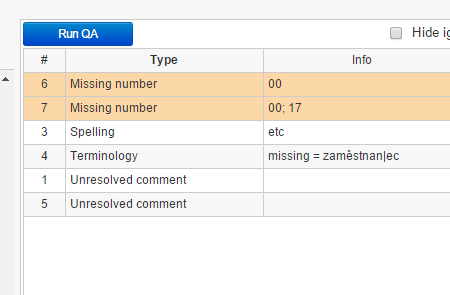 Run QA
Hide
# Type Info
6 Missing number 00
7 Missing number 00; 17
3 Spelling etc
4 Terminology missing = zaměstnan|ec
1 Unresolved comment
5 Unresolved comment